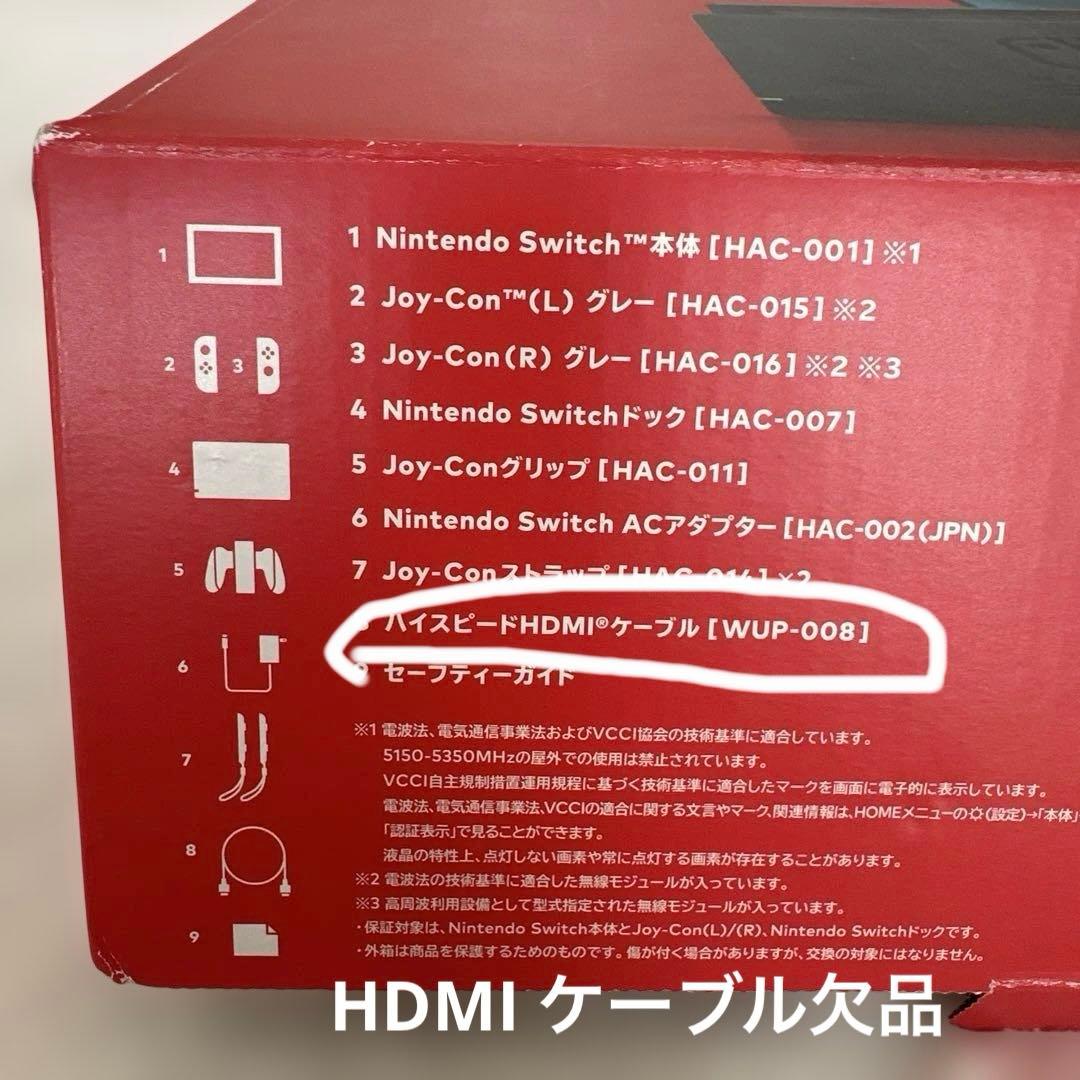 1 Nintendo Switch™本体 [HAC-001] ※1
2 Joy-Con™(L) グレー [HAC-015] ※2
3 Joy-Con(R) グレー [HAC-016] ※2 ※3
4 Nintendo Switchドック [HAC-007]
5 Joy-Conグリップ [HAC-011]
6 Nintendo Switch ACアダプター [HAC-002(JPN)]
7 Joy-Conストラップ [HAC-014] ×2
ハイスピードHDMI®ケーブル [WUP-008]
セーフティーガイド
※1 電波法、電気通信事業法およびVCCI協会の技術基準に適合しています。
5150-5350MHzの屋外での使用は禁止されています。
VCCI自主規制措置運用規程に基づく技術基準に適合したマークを画面に電子的に表示しています。
電波法、電気通信事業法、VCCIの適合に関する文言やマーク、関連情報は、HOMEメニューの(設定)→「本体」
「認証表示」で見ることができます。
液晶の特性上、点灯しない画素や常に点灯する画素が存在することがあります。
※2 電波法の技術基準に適合した無線モジュールが入っています。
※3 高周波利用設備として型式指定された無線モジュールが入っています。
・保証対象は、Nintendo Switch本体とJoy-Con(L)/(R)、Nintendo Switchドックです。
・外箱は商品を保護するためのものです。傷が付く場合がありますが、交換の対象にはなりません。
1
2 3
4
5
6
7
8
9
HDMI ケーブル欠品